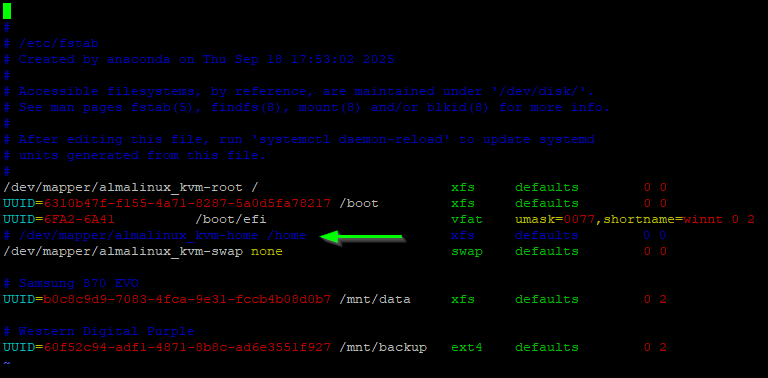 #
# /etc/fstab
# Created by anaconda on Thu Sep 18 17:53:02 2025
#
# Accessible filesystems, by reference, are maintained under '/dev/disk/'.
# See man pages fstab(5), findfs(8), mount(8) and/or blkid(8) for more info.
#
# After editing this file, run 'systemctl daemon-reload' to update systemd
# units generated from this file.
#
/dev/mapper/almalinux_kvm-root / xfs defaults 0 0
UUID=6310b47f-f155-4a71-8287-5a0d5fa78217 /boot xfs defaults 0 0
UUID=6FA2-6A41 /boot/efi vfat umask=0077,shortname=winnt 0 2
# /dev/mapper/almalinux_kvm-home /home xfs defaults 0 0
/dev/mapper/almalinux_kvm-swap none swap defaults 0 0
# Samsung 870 EVO
UUID=b0c8c9d9-7083-4fca-9e31-fccb4b08d0b7 /mnt/data xfs defaults 0 2
# Western Digital Purple
UUID=60f52c94-adf1-4871-8b8c-ad6e3551f927 /mnt/backup ext4 defaults 0 2
~